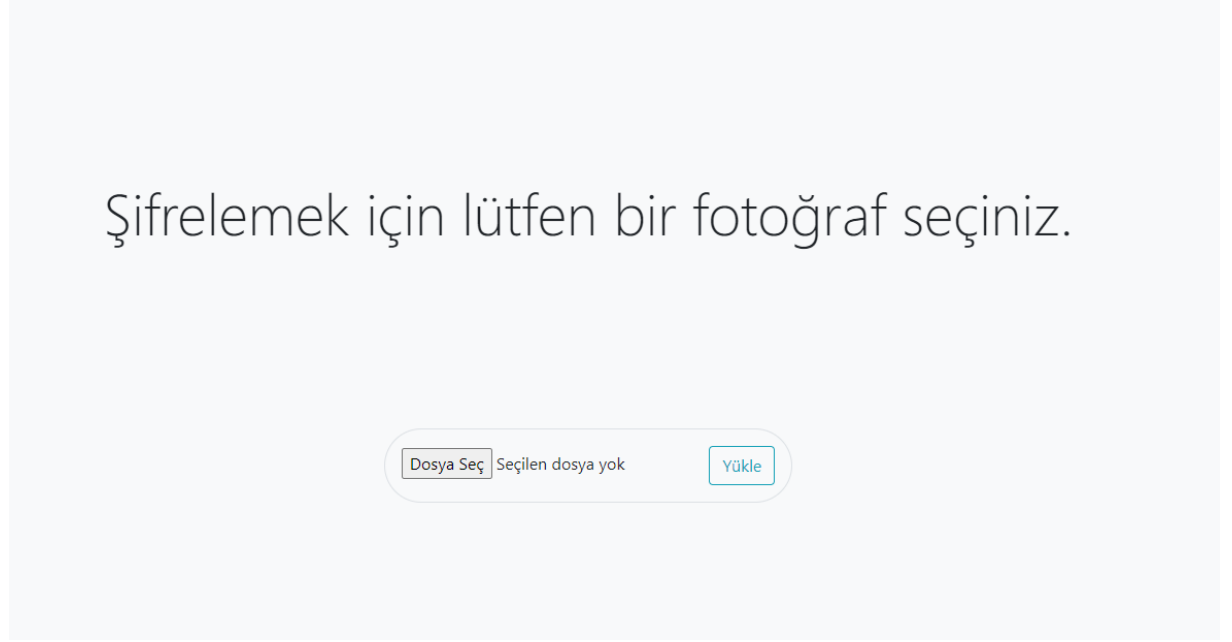 Şifrelemek için lütfen bir fotoğraf seçiniz.
Dosya Seç Seçilen dosya yok Yükle